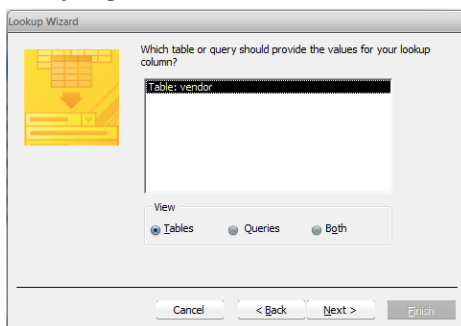 Lookup Wizard
Which table or query should provide the values for your lookup
column?
Table: vendor
View
Tables Queries Both
Cancel < Back Next > Finish